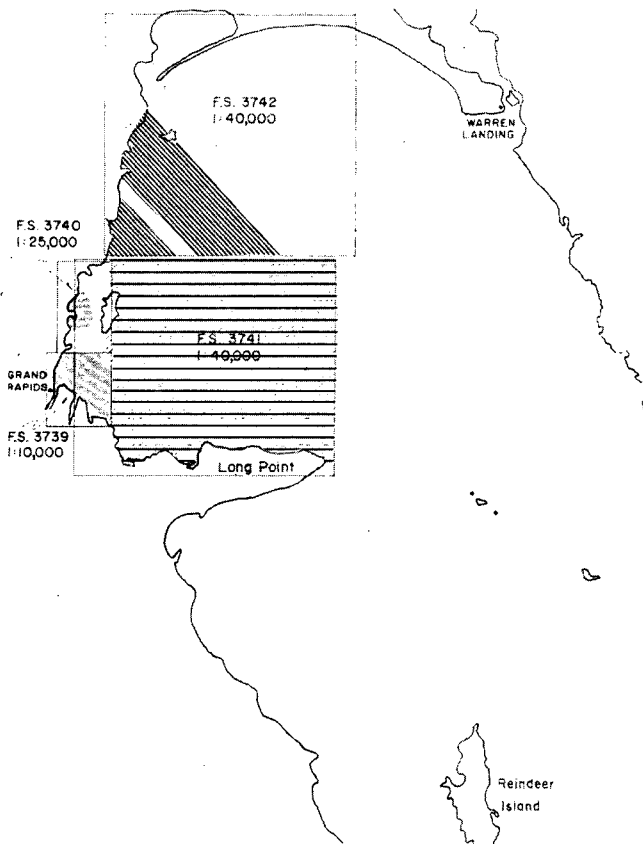 F.S. 3742
1:40,000
WARREN
LANDING
F.S. 3740
1:25,000
F.S. 3741
1:40,000
GRAND
RAPIDS
F.S. 3739
1:10,000
Long Point
Reindeer
Island